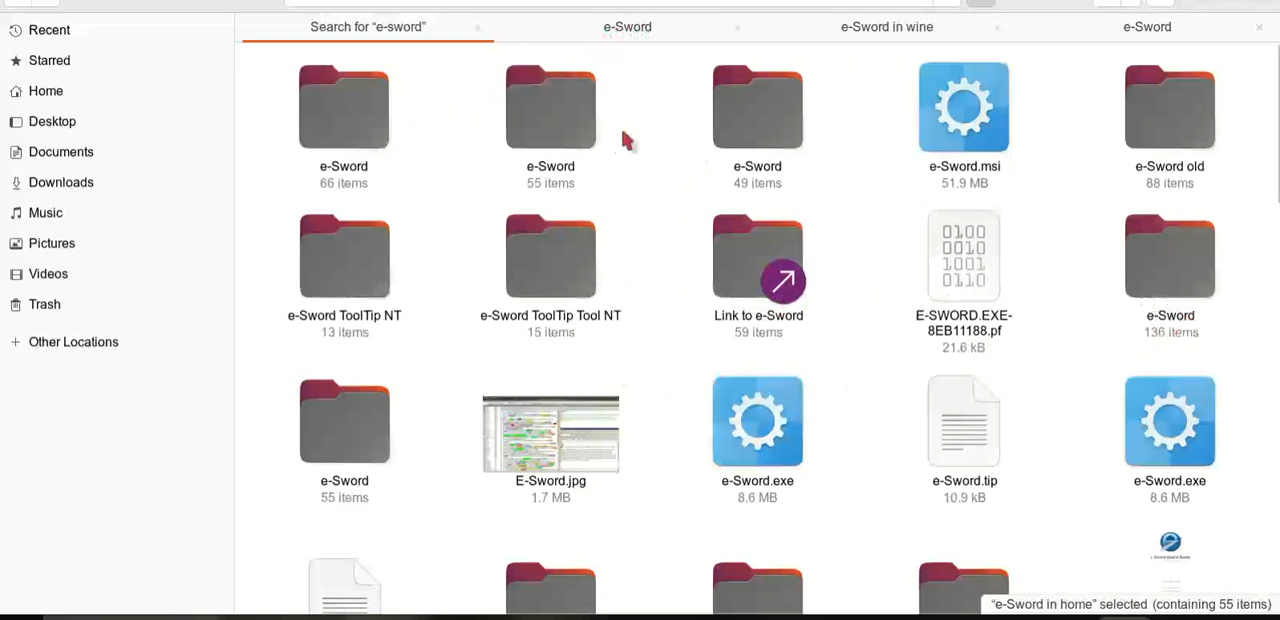 Search for “e-sword”
e-Sword
e-Sword in wine
e-Sword
Recent
Starred
Home
Desktop
Documents
Downloads
Music
Pictures
Videos
Trash
Other Locations
e-Sword
66 items
e-Sword
55 items
e-Sword
49 items
e-Sword.msi
51.9 MB
e-Sword old
88 items
e-Sword ToolTip NT
13 items
e-Sword ToolTip Tool NT
15 items
Link to e-Sword
59 items
0100
0010
1001
0110
E-SWORD.EXE-
8EB11188.pf
21.6 kB
e-Sword
136 items
e-Sword
55 items
E-Sword.jpg
1.7 MB
e-Sword.exe
8.6 MB
e-Sword.tip
10.9 kB
e-Sword.exe
8.6 MB
“e-Sword in home” selected (containing 55 items)